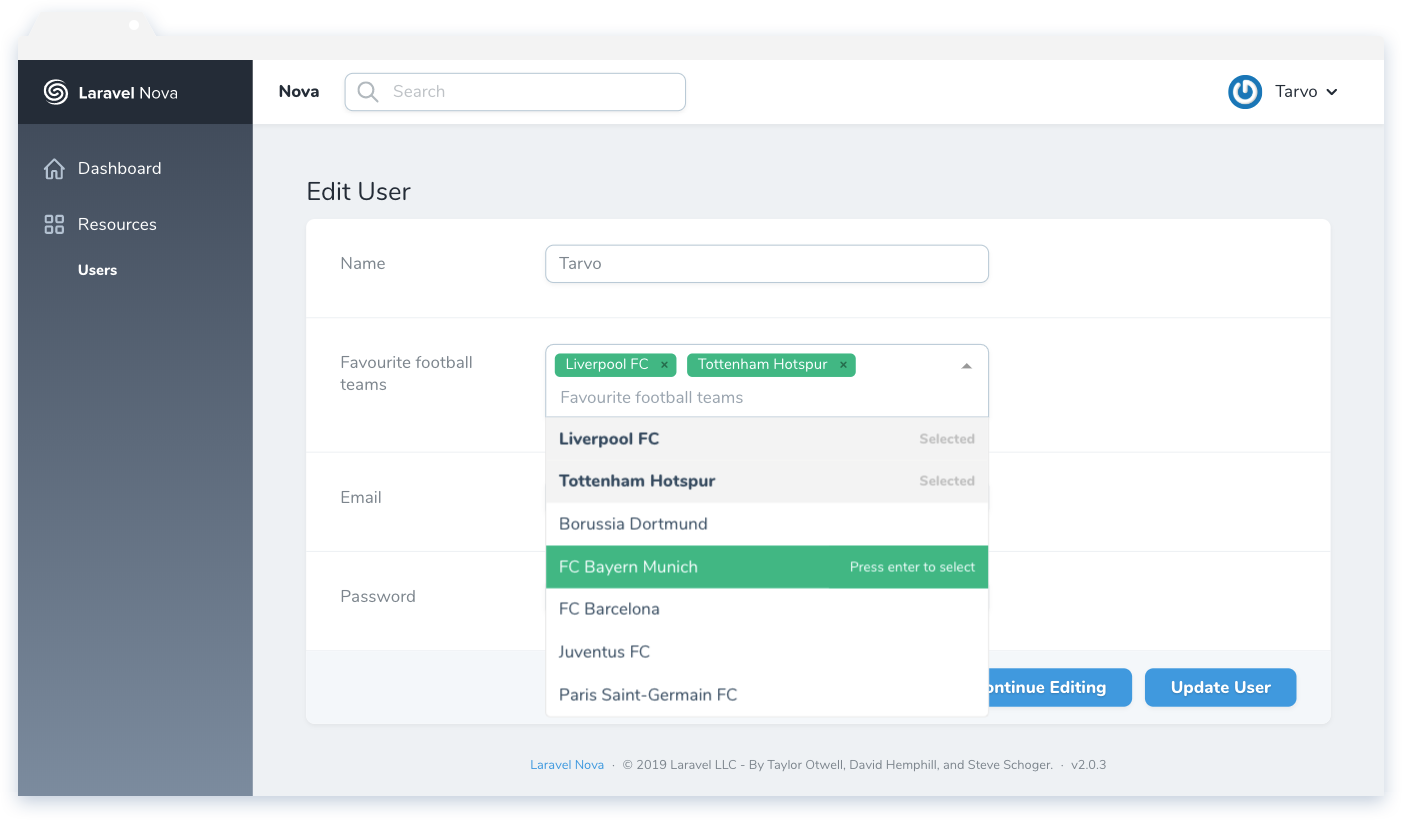 Laravel Nova
Nova
Search
Tarvo
Dashboard
Resources
Users
Edit User
Name
Tarvo
Favourite football
teams
Liverpool FC ×
Tottenham Hotspur ×
Favourite football teams
Liverpool FC Selected
Tottenham Hotspur Selected
Borussia Dortmund
FC Bayern Munich Press enter to select
FC Barcelona
Juventus FC
Paris Saint-Germain FC
Email
Password
ontinue Editing
Update User
Laravel Nova · © 2019 Laravel LLC - By Taylor Otwell, David Hemphill, and Steve Schoger. · v2.0.3